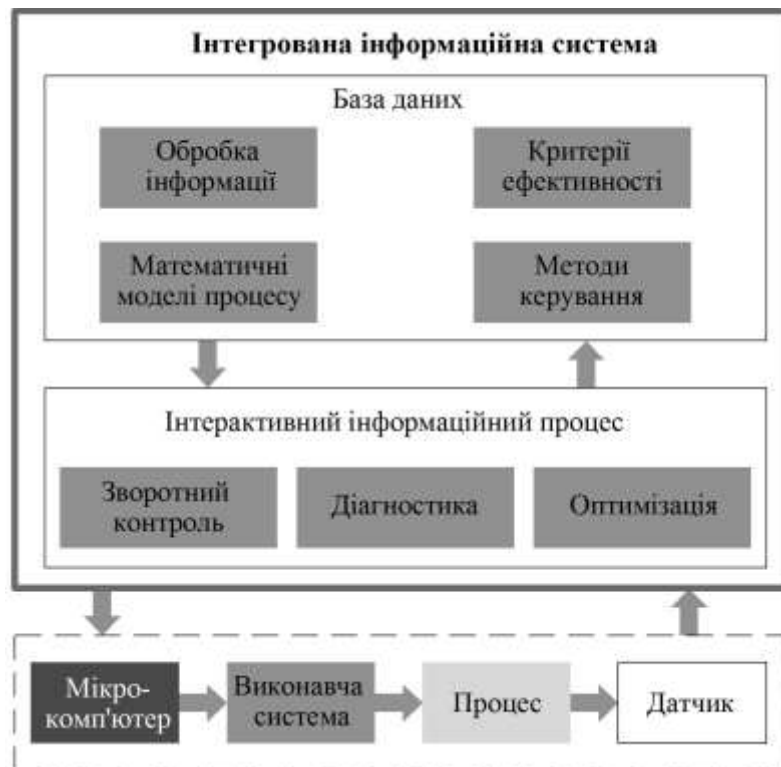 Інтегрована інформаційна система
База даних
Обробка
інформації
Критерії
ефективності
Математичні
моделі процесу
Методи
керування
Інтерактивний інформаційний процес
Зворотний
контроль
Діагностика
Оптимізація
Мікро-
комп'ютер
Виконавча
система
Процес
Датчик